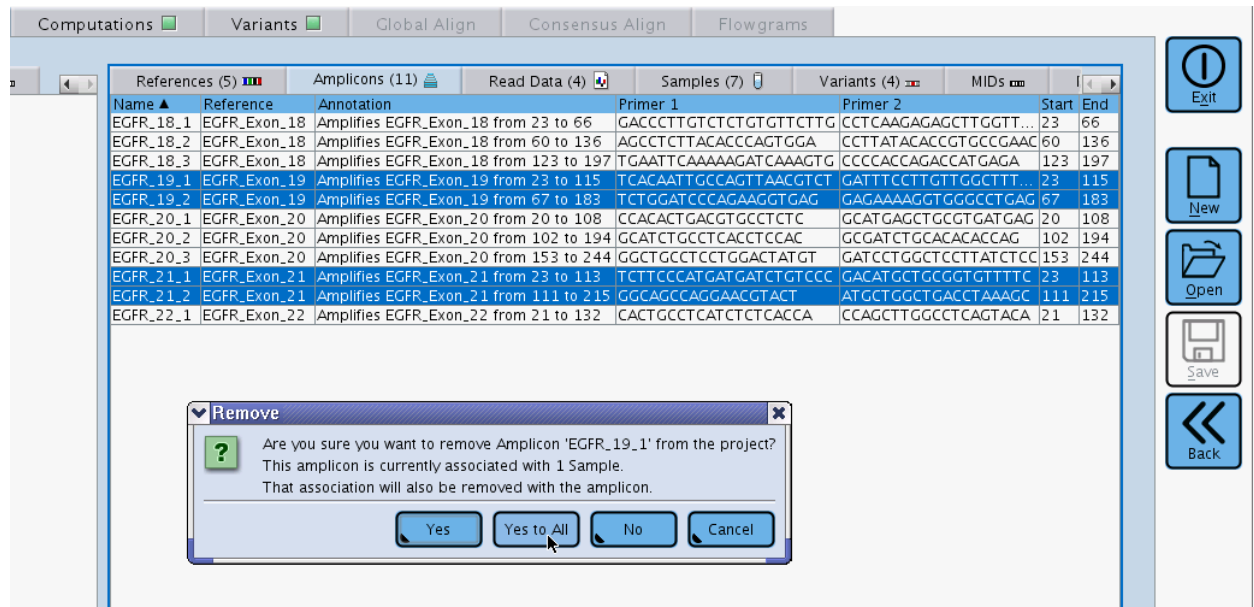 Computations Variants Global Align Consensus Align Flowgrams
References (5) Amplicons (11) Read Data (4) Samples (7) Variants (4) MIDs
Name ▲ Reference Annotation Primer 1 Primer 2 Start End
EGFR_18_1 EGFR_Exon_18 Amplifies EGFR_Exon_18 from 23 to 66 GACCCTTGTCTCTGTGTTCTTG CCTCAAGAGAGCTTGGTT... 23 66
EGFR_18_2 EGFR_Exon_18 Amplifies EGFR_Exon_18 from 60 to 136 AGCCTCTTACACCCAGTGGA CCTTATACACCGTGCCGAAC 60 136
EGFR_18_3 EGFR_Exon_18 Amplifies EGFR_Exon_18 from 123 to 197 TGAATTCAAAAAGATCAAAGTG CCCCACCAGACCATGAGA 123 197
EGFR_19_1 EGFR_Exon_19 Amplifies EGFR_Exon_19 from 23 to 115 TCACAATTGCCAGTTAACGTCT GATTTCCTTGTTGGCTTT... 23 115
EGFR_19_2 EGFR_Exon_19 Amplifies EGFR_Exon_19 from 67 to 183 TCTGGATCCCAGAAGGTGAG GAGAAAAGGTGGGCCTGAG 67 183
EGFR_20_1 EGFR_Exon_20 Amplifies EGFR_Exon_20 from 20 to 108 CCACACTGACGTGCCTCTC GCATGAGCTGCGTGATGAG 20 108
EGFR_20_2 EGFR_Exon_20 Amplifies EGFR_Exon_20 from 102 to 194 GCATCTGCCTCACCTCCAC GCGATCTGCACACACCAG 102 194
EGFR_20_3 EGFR_Exon_20 Amplifies EGFR_Exon_20 from 153 to 244 GGCTGCCTCCTGGACTATGT GATCCTGGCTCCTTATCTCC 153 244
EGFR_21_1 EGFR_Exon_21 Amplifies EGFR_Exon_21 from 23 to 113 TCTTCCCATGATGATCTGTCCC GACATGCTGCGGTGTTTTC 23 113
EGFR_21_2 EGFR_Exon_21 Amplifies EGFR_Exon_21 from 111 to 215 GGCAGCCAGGAACGTACT ATGCTGGCTGACCTAAAGC 111 215
EGFR_22_1 EGFR_Exon_22 Amplifies EGFR_Exon_22 from 21 to 132 CACTGCCTCATCTCTCACCA CCAGCTTGGCCTCAGTACA 21 132
Remove
Are you sure you want to remove Amplicon 'EGFR_19_1' from the project?
This amplicon is currently associated with 1 Sample.
That association will also be removed with the amplicon.
Yes Yes to All No Cancel
Exit
New
Open
Save
Back